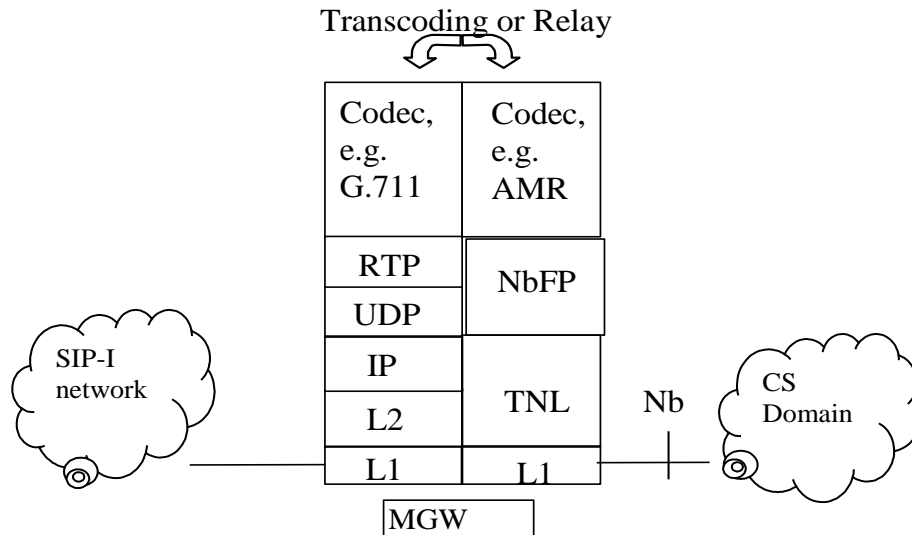 Transcoding or Relay
Codec,
e.g.
G.711
Codec,
e.g.
AMR
RTP
NbFP
UDP
SIP-I
network
IP
TNL
Nb
CS
Domain
L2
L1
L1
MGW